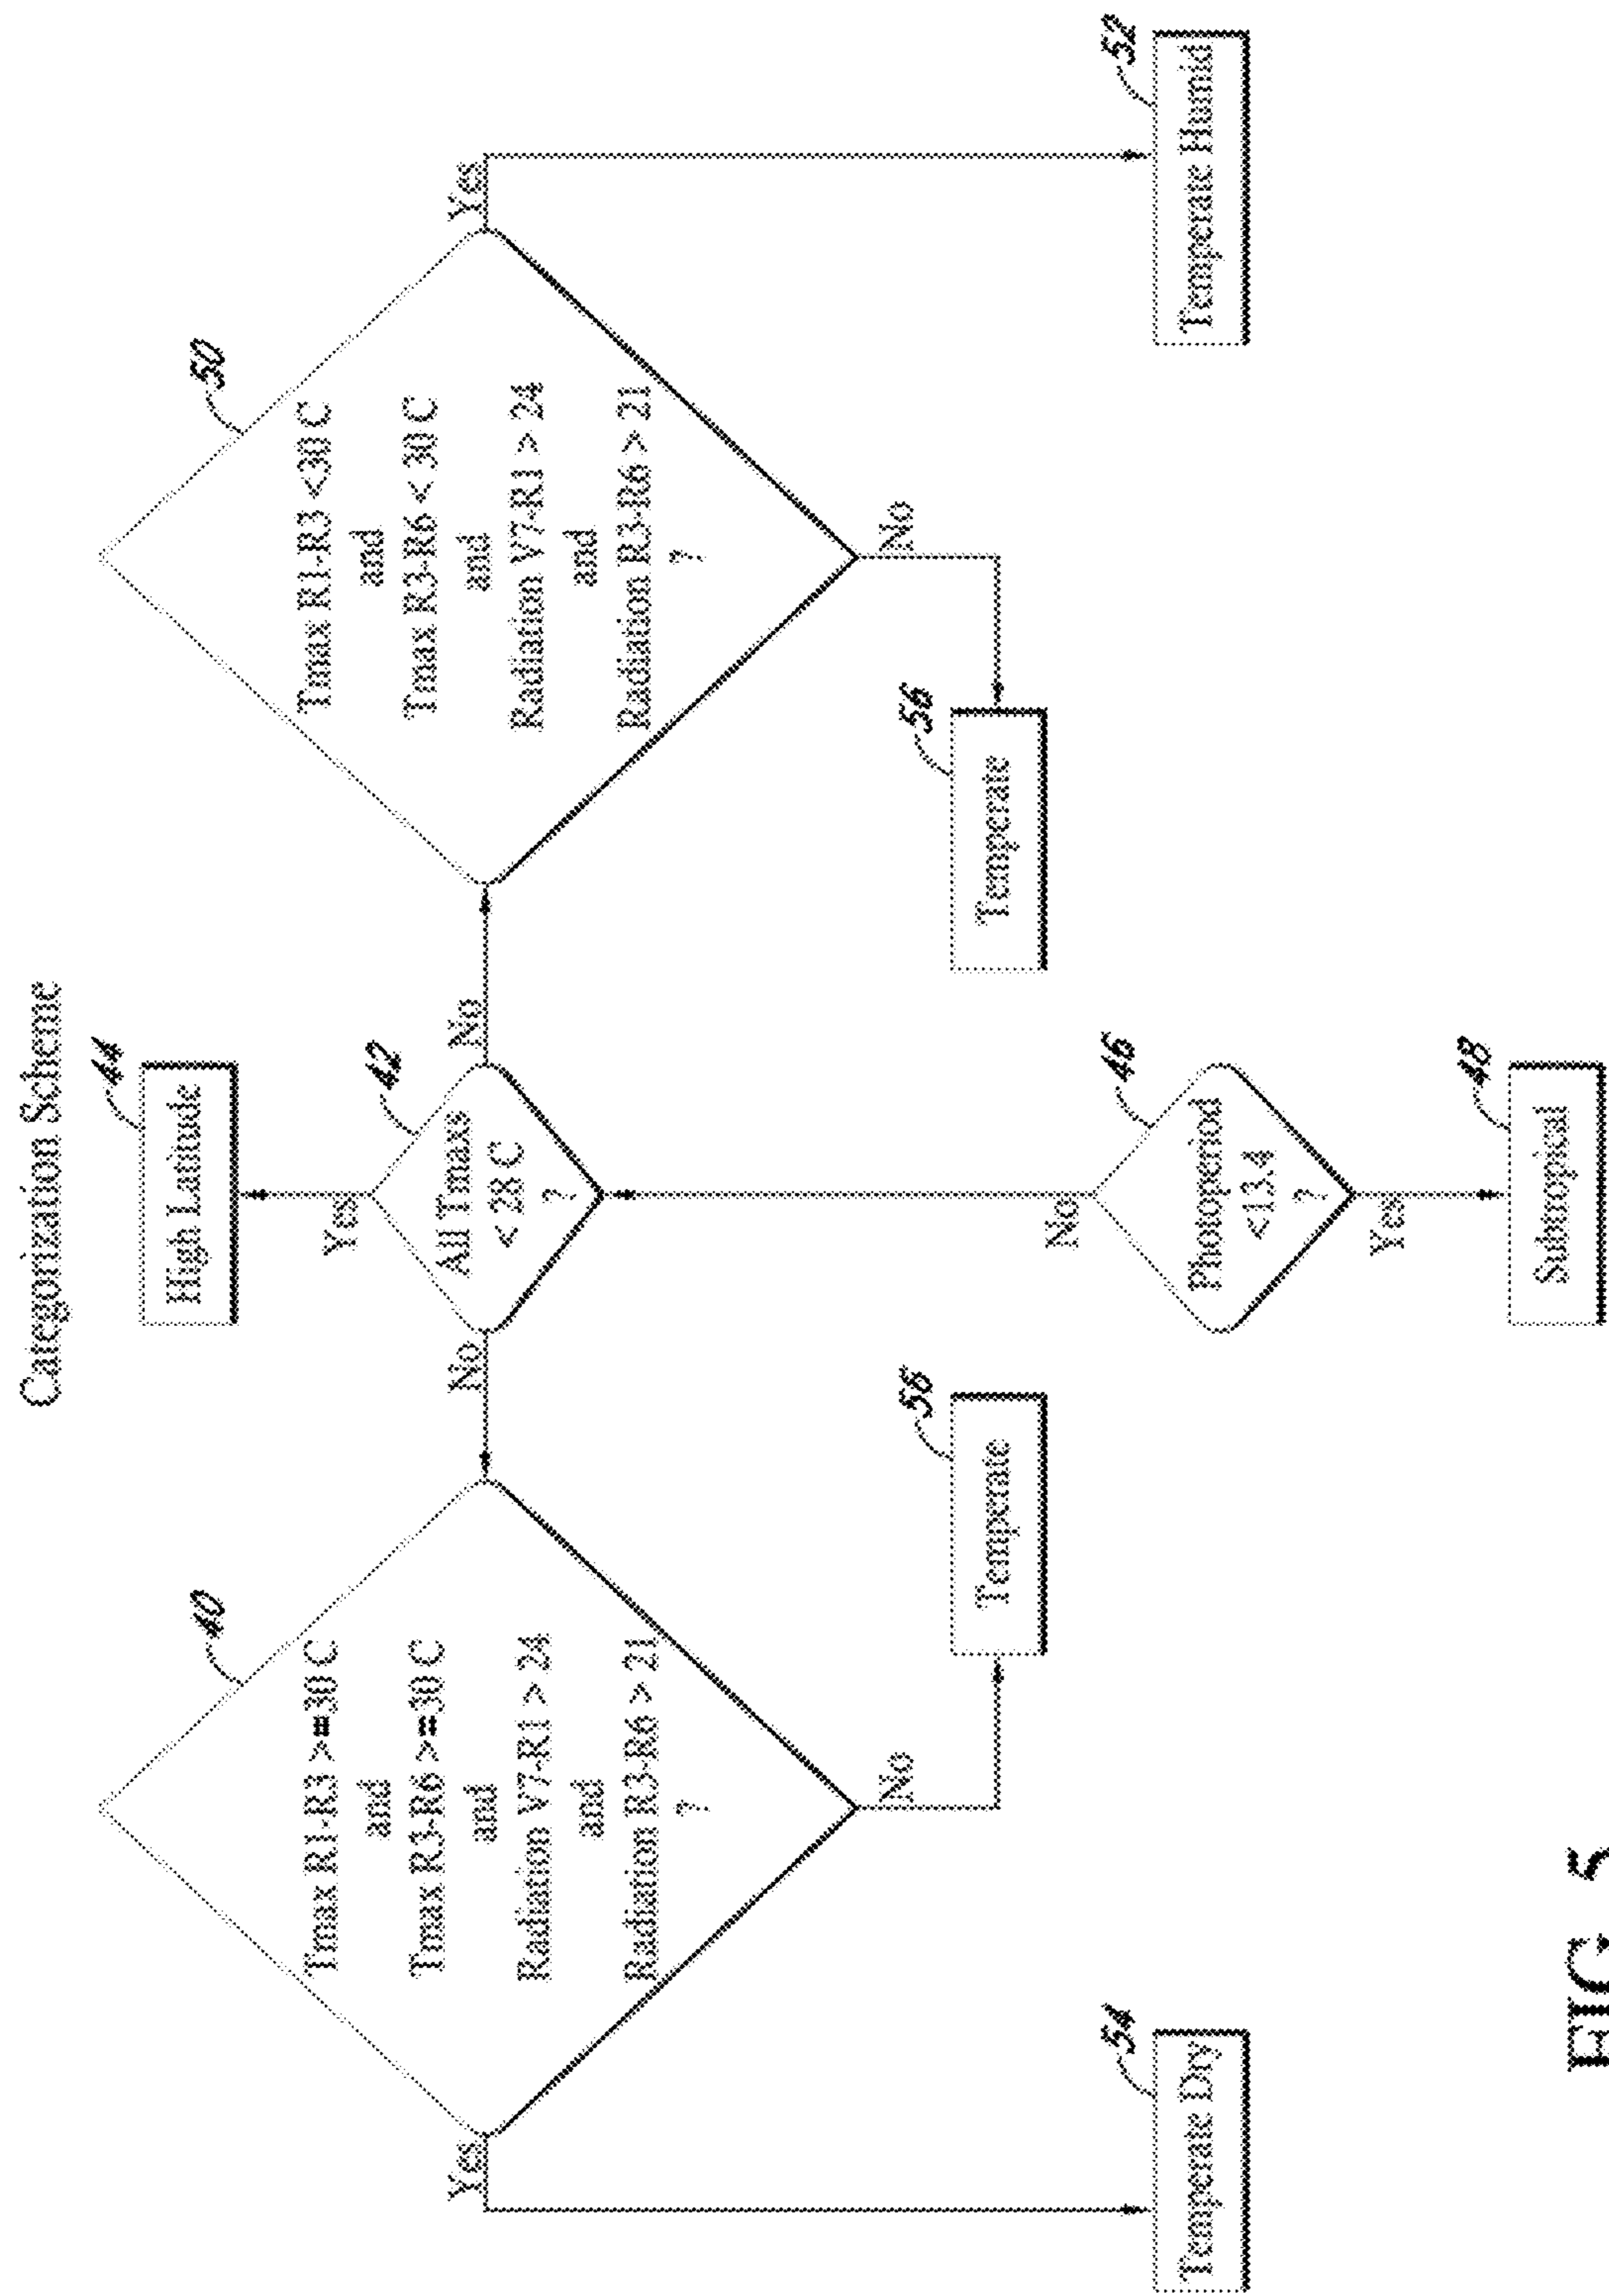 Categorization Scheme
44
High Latitude
Yes
42
All Tmaxs
< 28 C
?
No
No
40
Tmax R1-R3 >=30 C
and
Tmax R3-R6 >=30 C
and
Radiation V7-R1 > 24
and
Radiation R3-R6 > 21
?
Yes
No
50
Tmax R1-R3 <30 C
and
Tmax R3-R6 < 30 C
and
Radiation V7-R1 > 24
and
Radiation R3-R6 > 21
?
Yes
No
56
Temperate
56
Temperate
54
Temperate Dry
No
46
Photoperiod
<13.4
?
Yes
48
Subtropical
52
Temperate Humid
FIG. 5